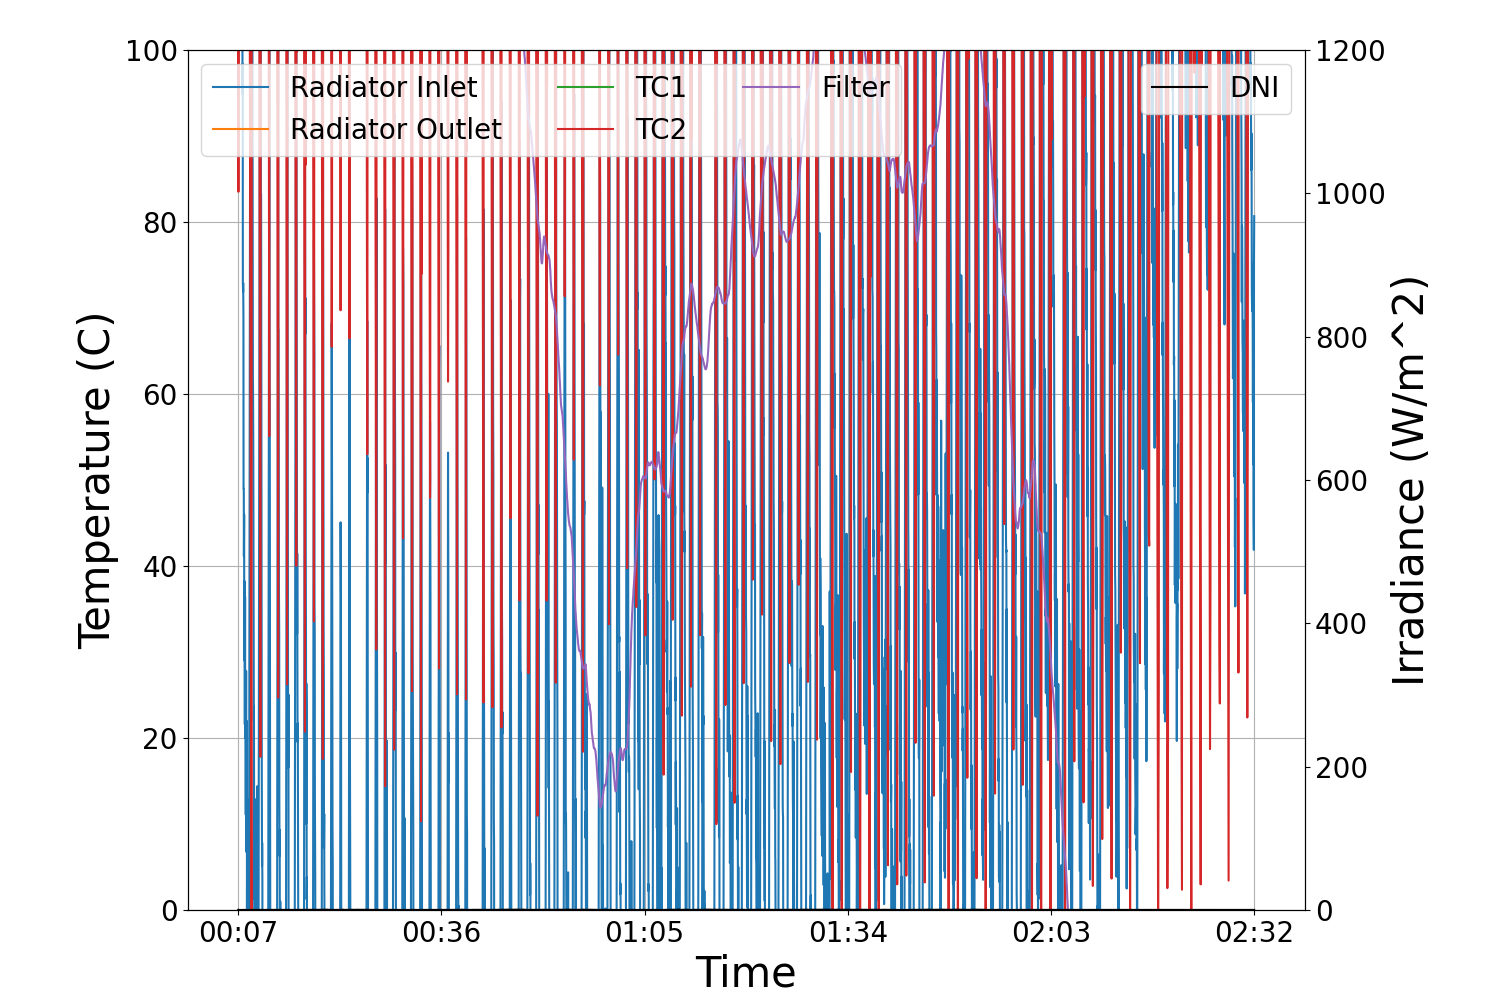 Radiator Inlet
Radiator Outlet
TC1
TC2
Filter
DNI
Temperature (C)
100
80
60
40
20
0
Irradiance (W/m^2)
1200
1000
800
600
400
200
0
00:07
00:36
01:05
01:34
02:03
02:32
Time